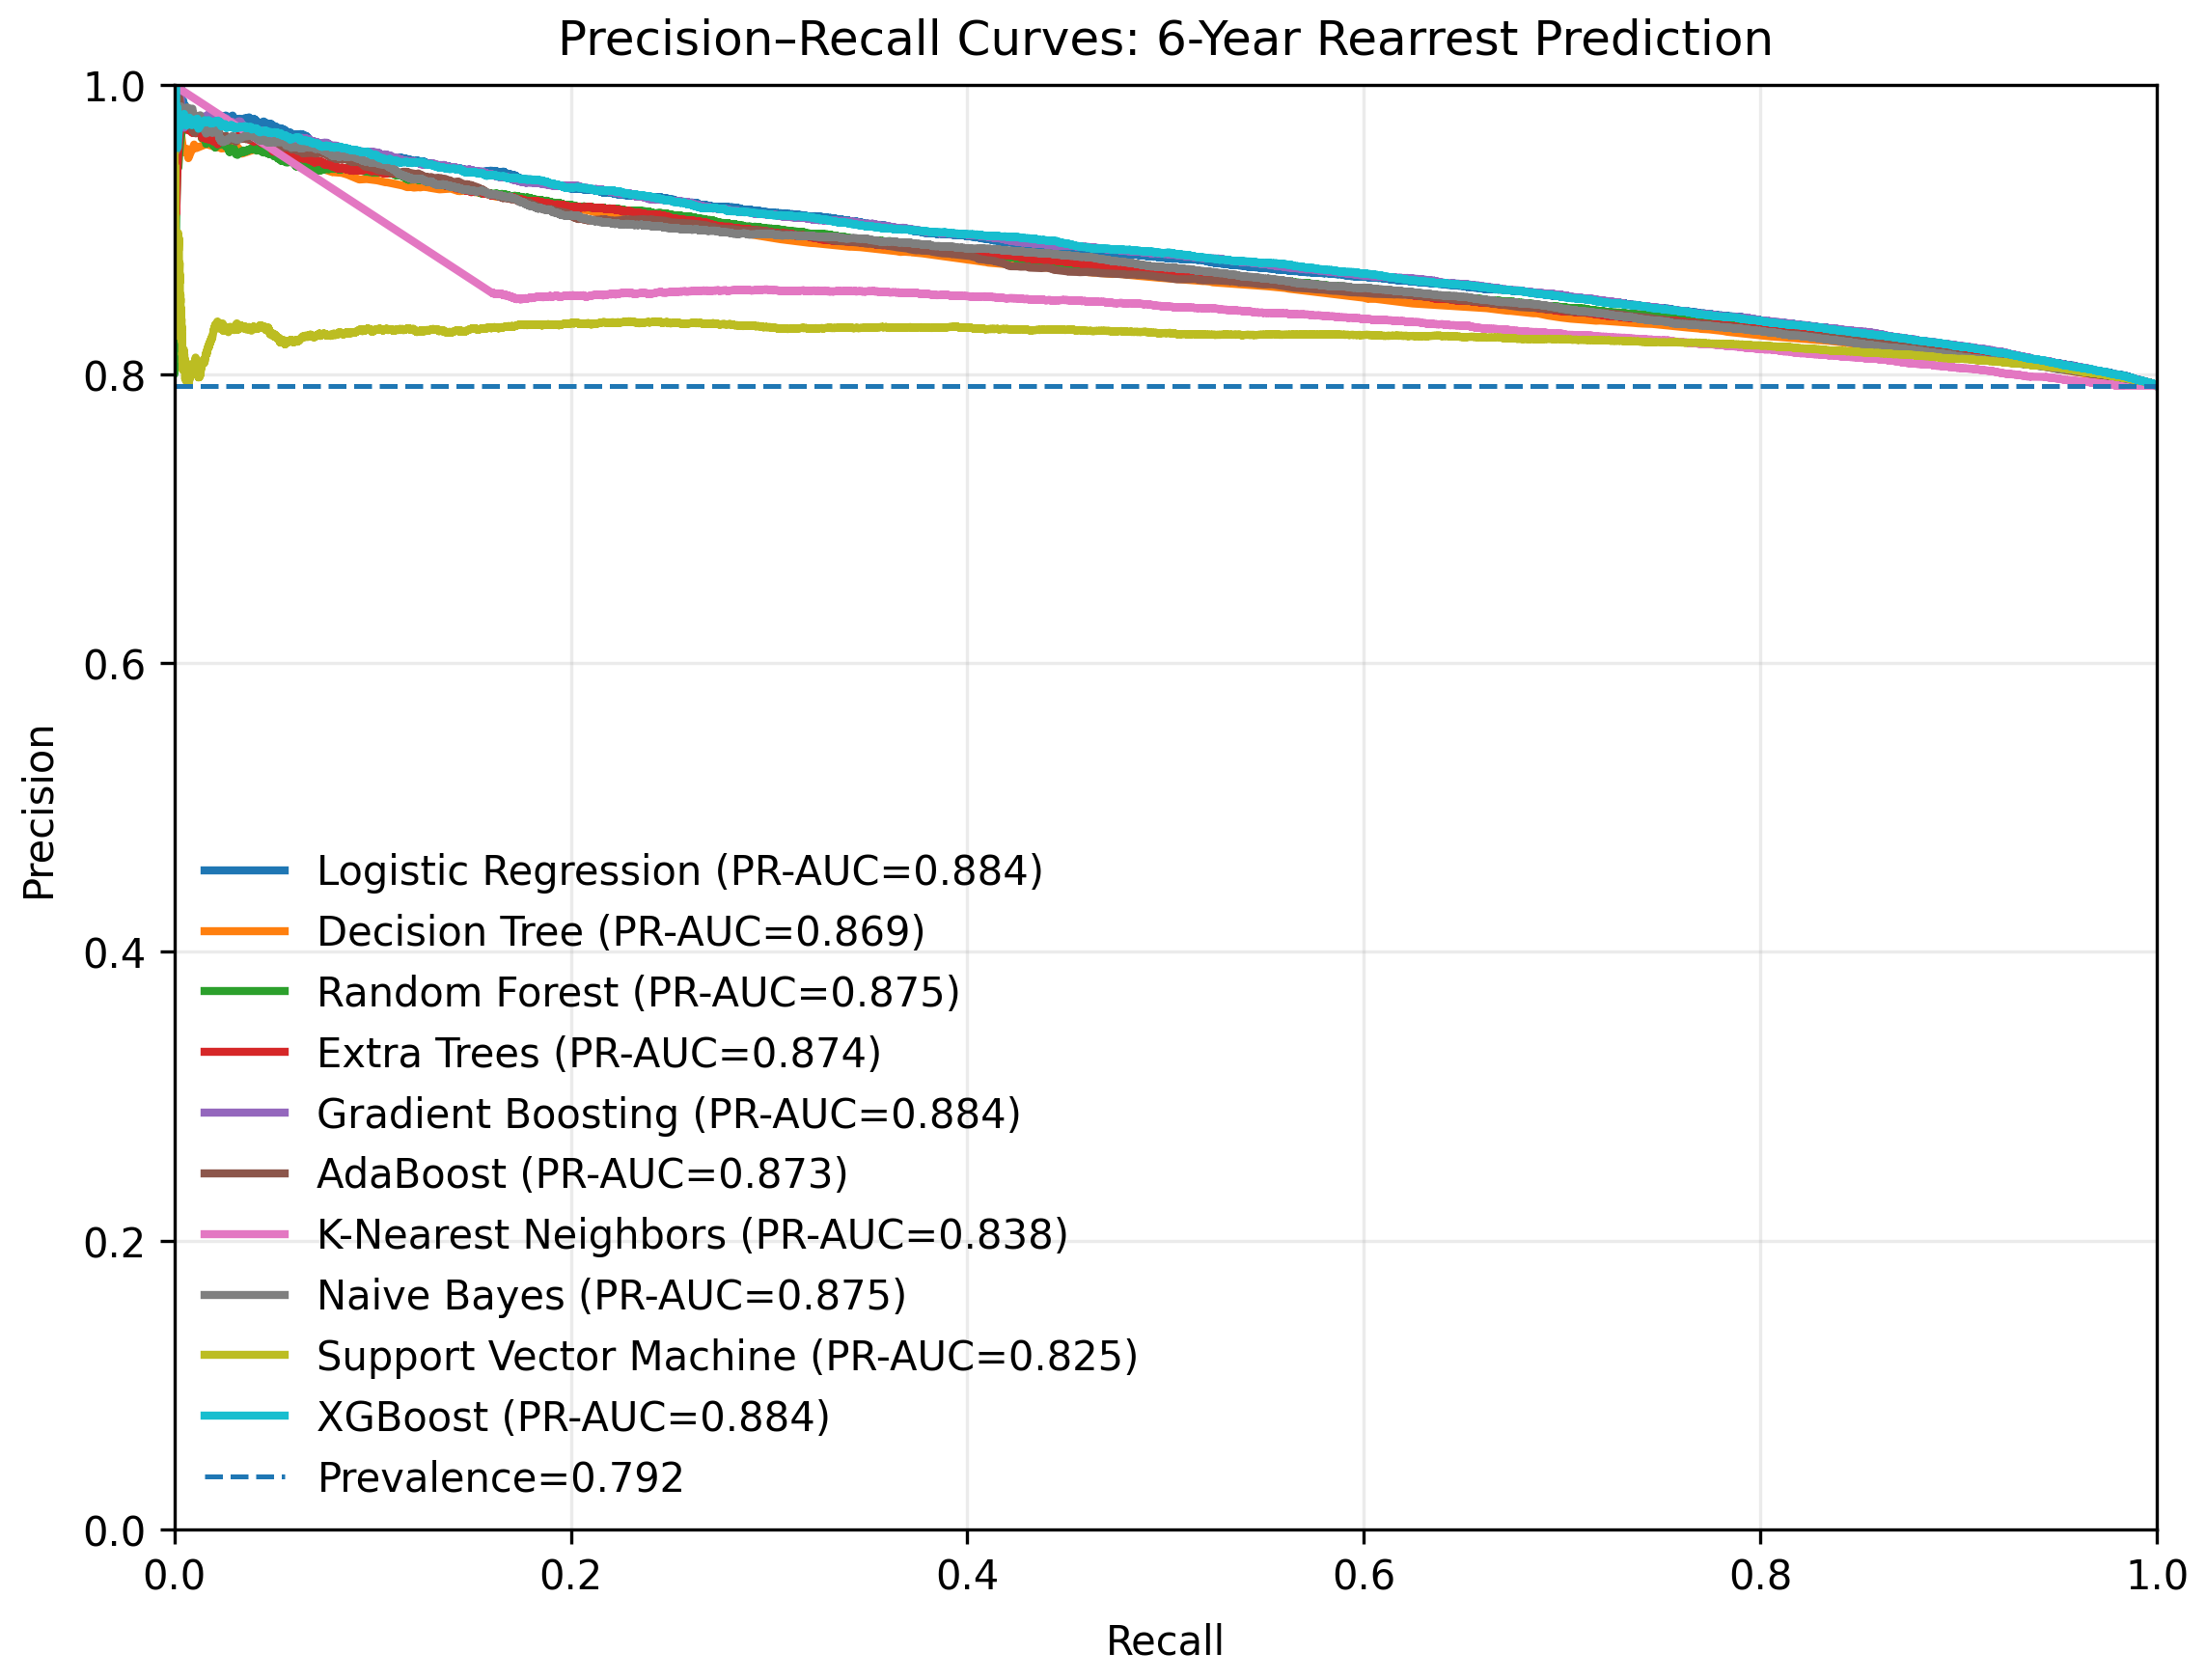 Precision–Recall Curves: 6-Year Rearrest Prediction
1.0
0.8
0.6
0.4
0.2
0.0
Precision
Logistic Regression (PR-AUC=0.884)
Decision Tree (PR-AUC=0.869)
Random Forest (PR-AUC=0.875)
Extra Trees (PR-AUC=0.874)
Gradient Boosting (PR-AUC=0.884)
AdaBoost (PR-AUC=0.873)
K-Nearest Neighbors (PR-AUC=0.838)
Naive Bayes (PR-AUC=0.875)
Support Vector Machine (PR-AUC=0.825)
XGBoost (PR-AUC=0.884)
Prevalence=0.792
0.0 0.2 0.4 0.6 0.8 1.0
Recall